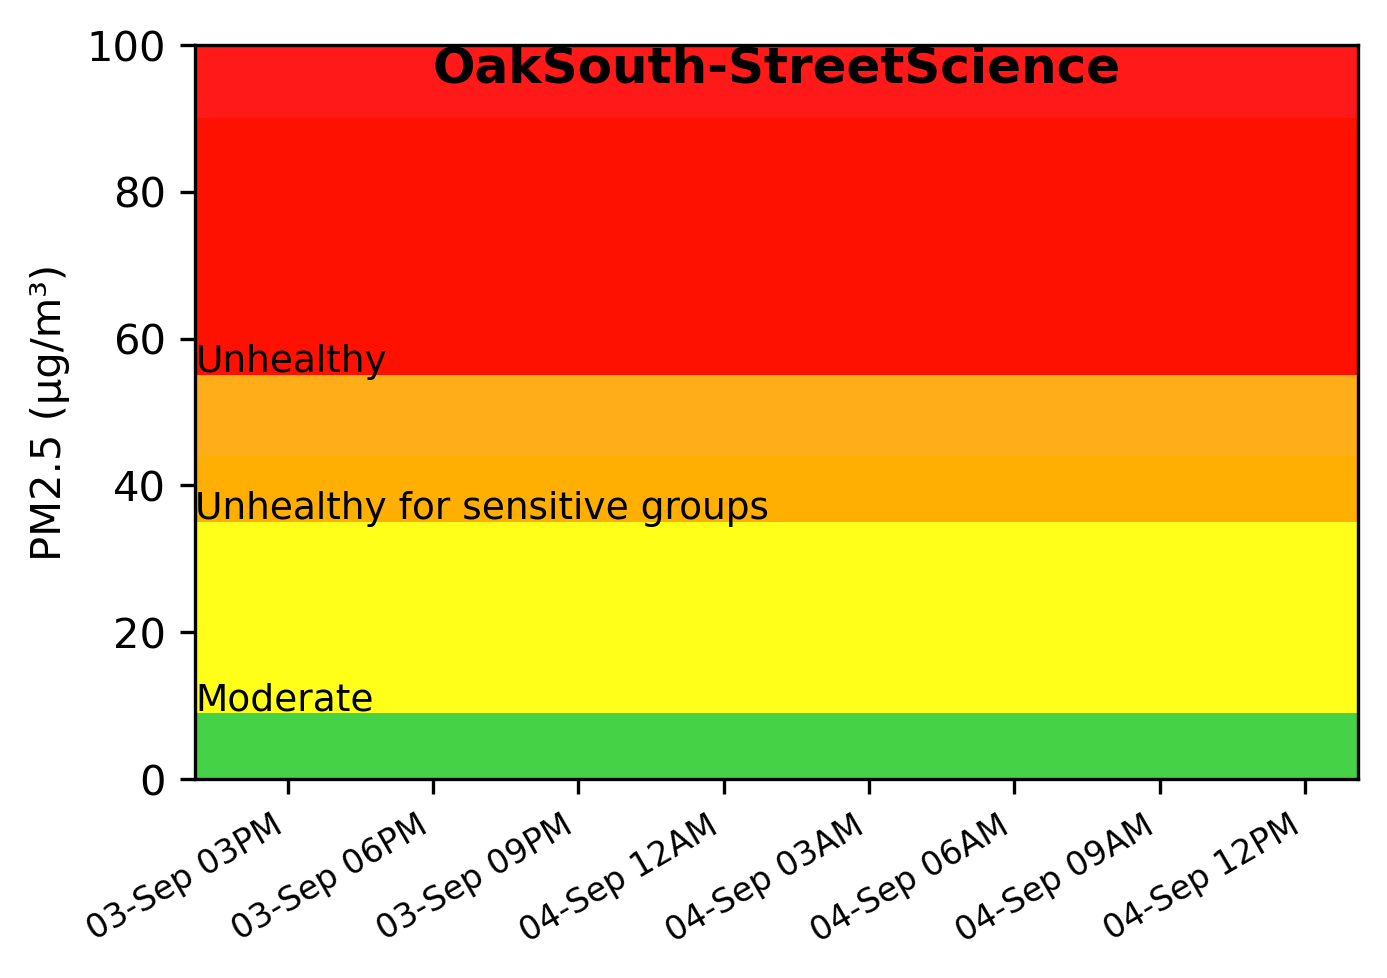 OakSouth-StreetScience
PM2.5 (µg/m³)
100
80
60
40
20
0
Unhealthy
Unhealthy for sensitive groups
Moderate
03-Sep 03PM
03-Sep 06PM
03-Sep 09PM
04-Sep 12AM
04-Sep 03AM
04-Sep 06AM
04-Sep 09AM
04-Sep 12PM